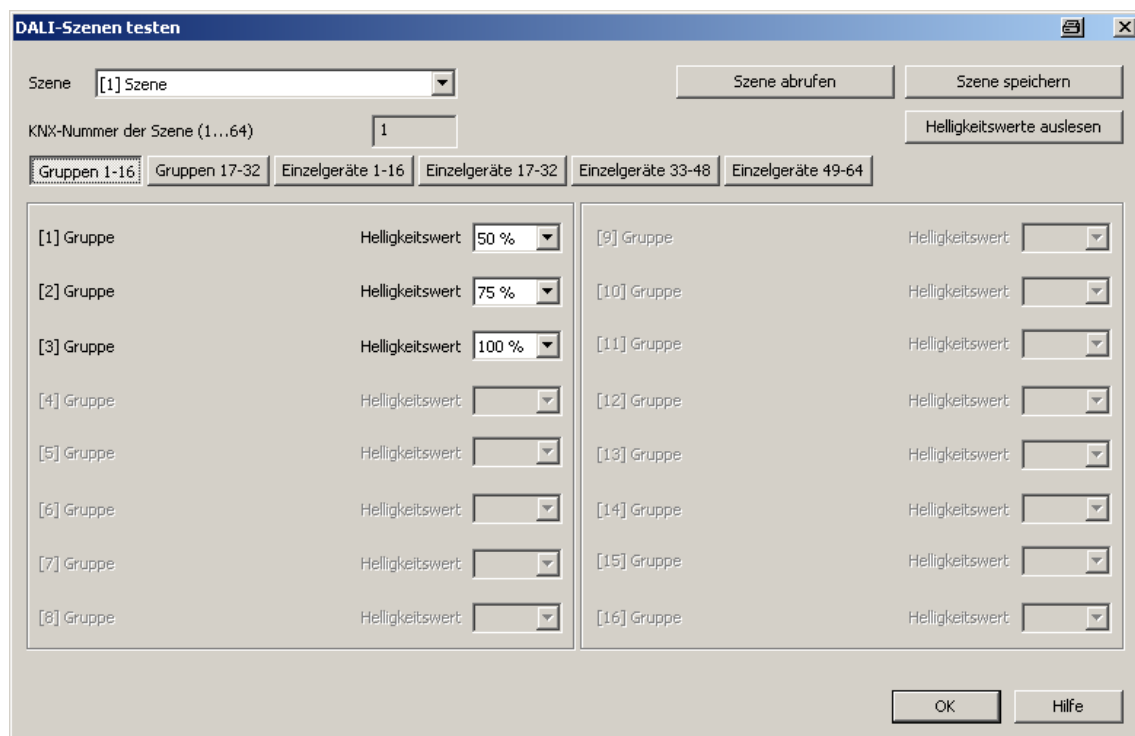 DALI-Szenen testen
Szene [1] Szene Szene abrufen Szene speichern
KNX-Nummer der Szene (1...64) 1 Helligkeitswerte auslesen
Gruppen 1-16 Gruppen 17-32 Einzelgeräte 1-16 Einzelgeräte 17-32 Einzelgeräte 33-48 Einzelgeräte 49-64
[1] Gruppe Helligkeitswert 50 %
[2] Gruppe Helligkeitswert 75 %
[3] Gruppe Helligkeitswert 100 %
[4] Gruppe Helligkeitswert
[5] Gruppe Helligkeitswert
[6] Gruppe Helligkeitswert
[7] Gruppe Helligkeitswert
[8] Gruppe Helligkeitswert
[9] Gruppe Helligkeitswert
[10] Gruppe Helligkeitswert
[11] Gruppe Helligkeitswert
[12] Gruppe Helligkeitswert
[13] Gruppe Helligkeitswert
[14] Gruppe Helligkeitswert
[15] Gruppe Helligkeitswert
[16] Gruppe Helligkeitswert
OK Hilfe